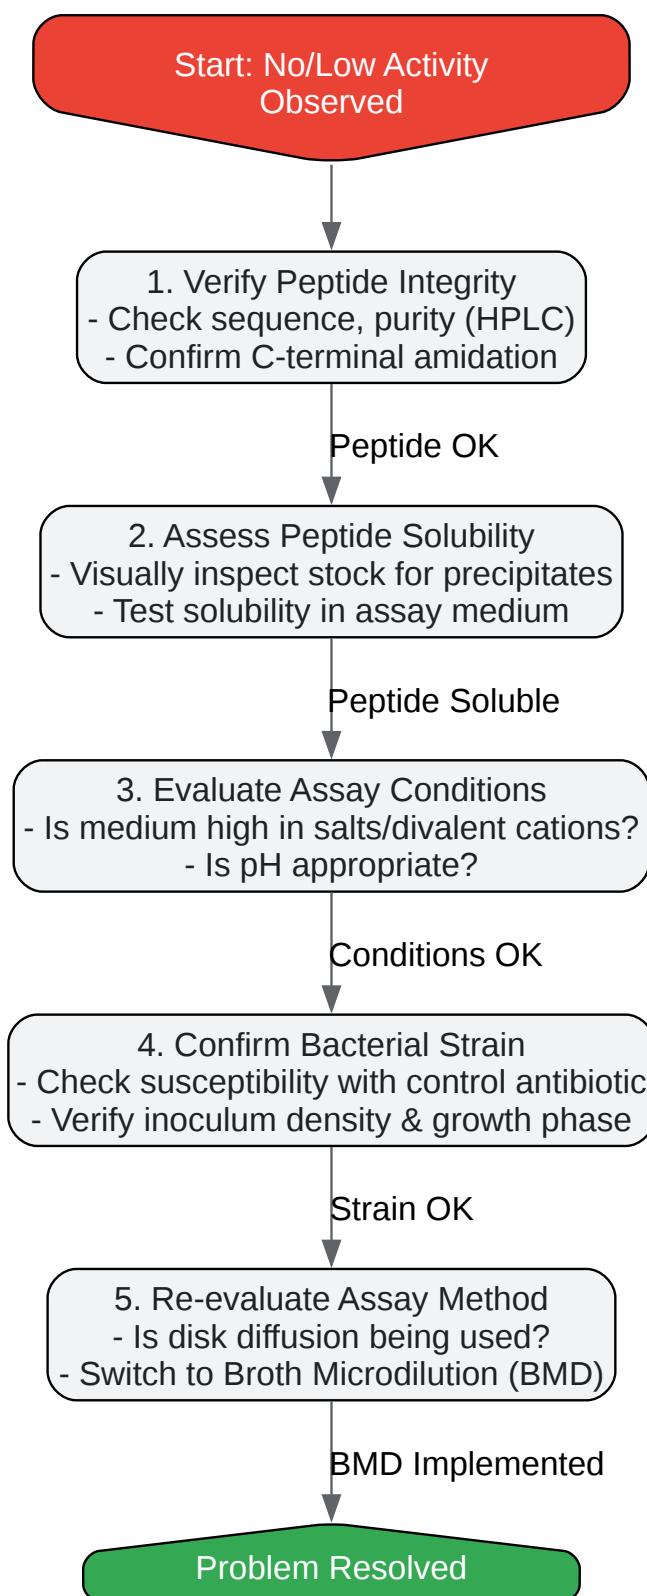 Start: No/Low Activity
Observed
1. Verify Peptide Integrity
- Check sequence, purity (HPLC)
- Confirm C-terminal amidation
Peptide OK
2. Assess Peptide Solubility
- Visually inspect stock for precipitates
- Test solubility in assay medium
Peptide Soluble
3. Evaluate Assay Conditions
- Is medium high in salts/divalent cations?
- Is pH appropriate?
Conditions OK
4. Confirm Bacterial Strain
- Check susceptibility with control antibiotic
- Verify inoculum density & growth phase
Strain OK
5. Re-evaluate Assay Method
- Is disk diffusion being used?
- Switch to Broth Microdilution (BMD)
BMD Implemented
Problem Resolved